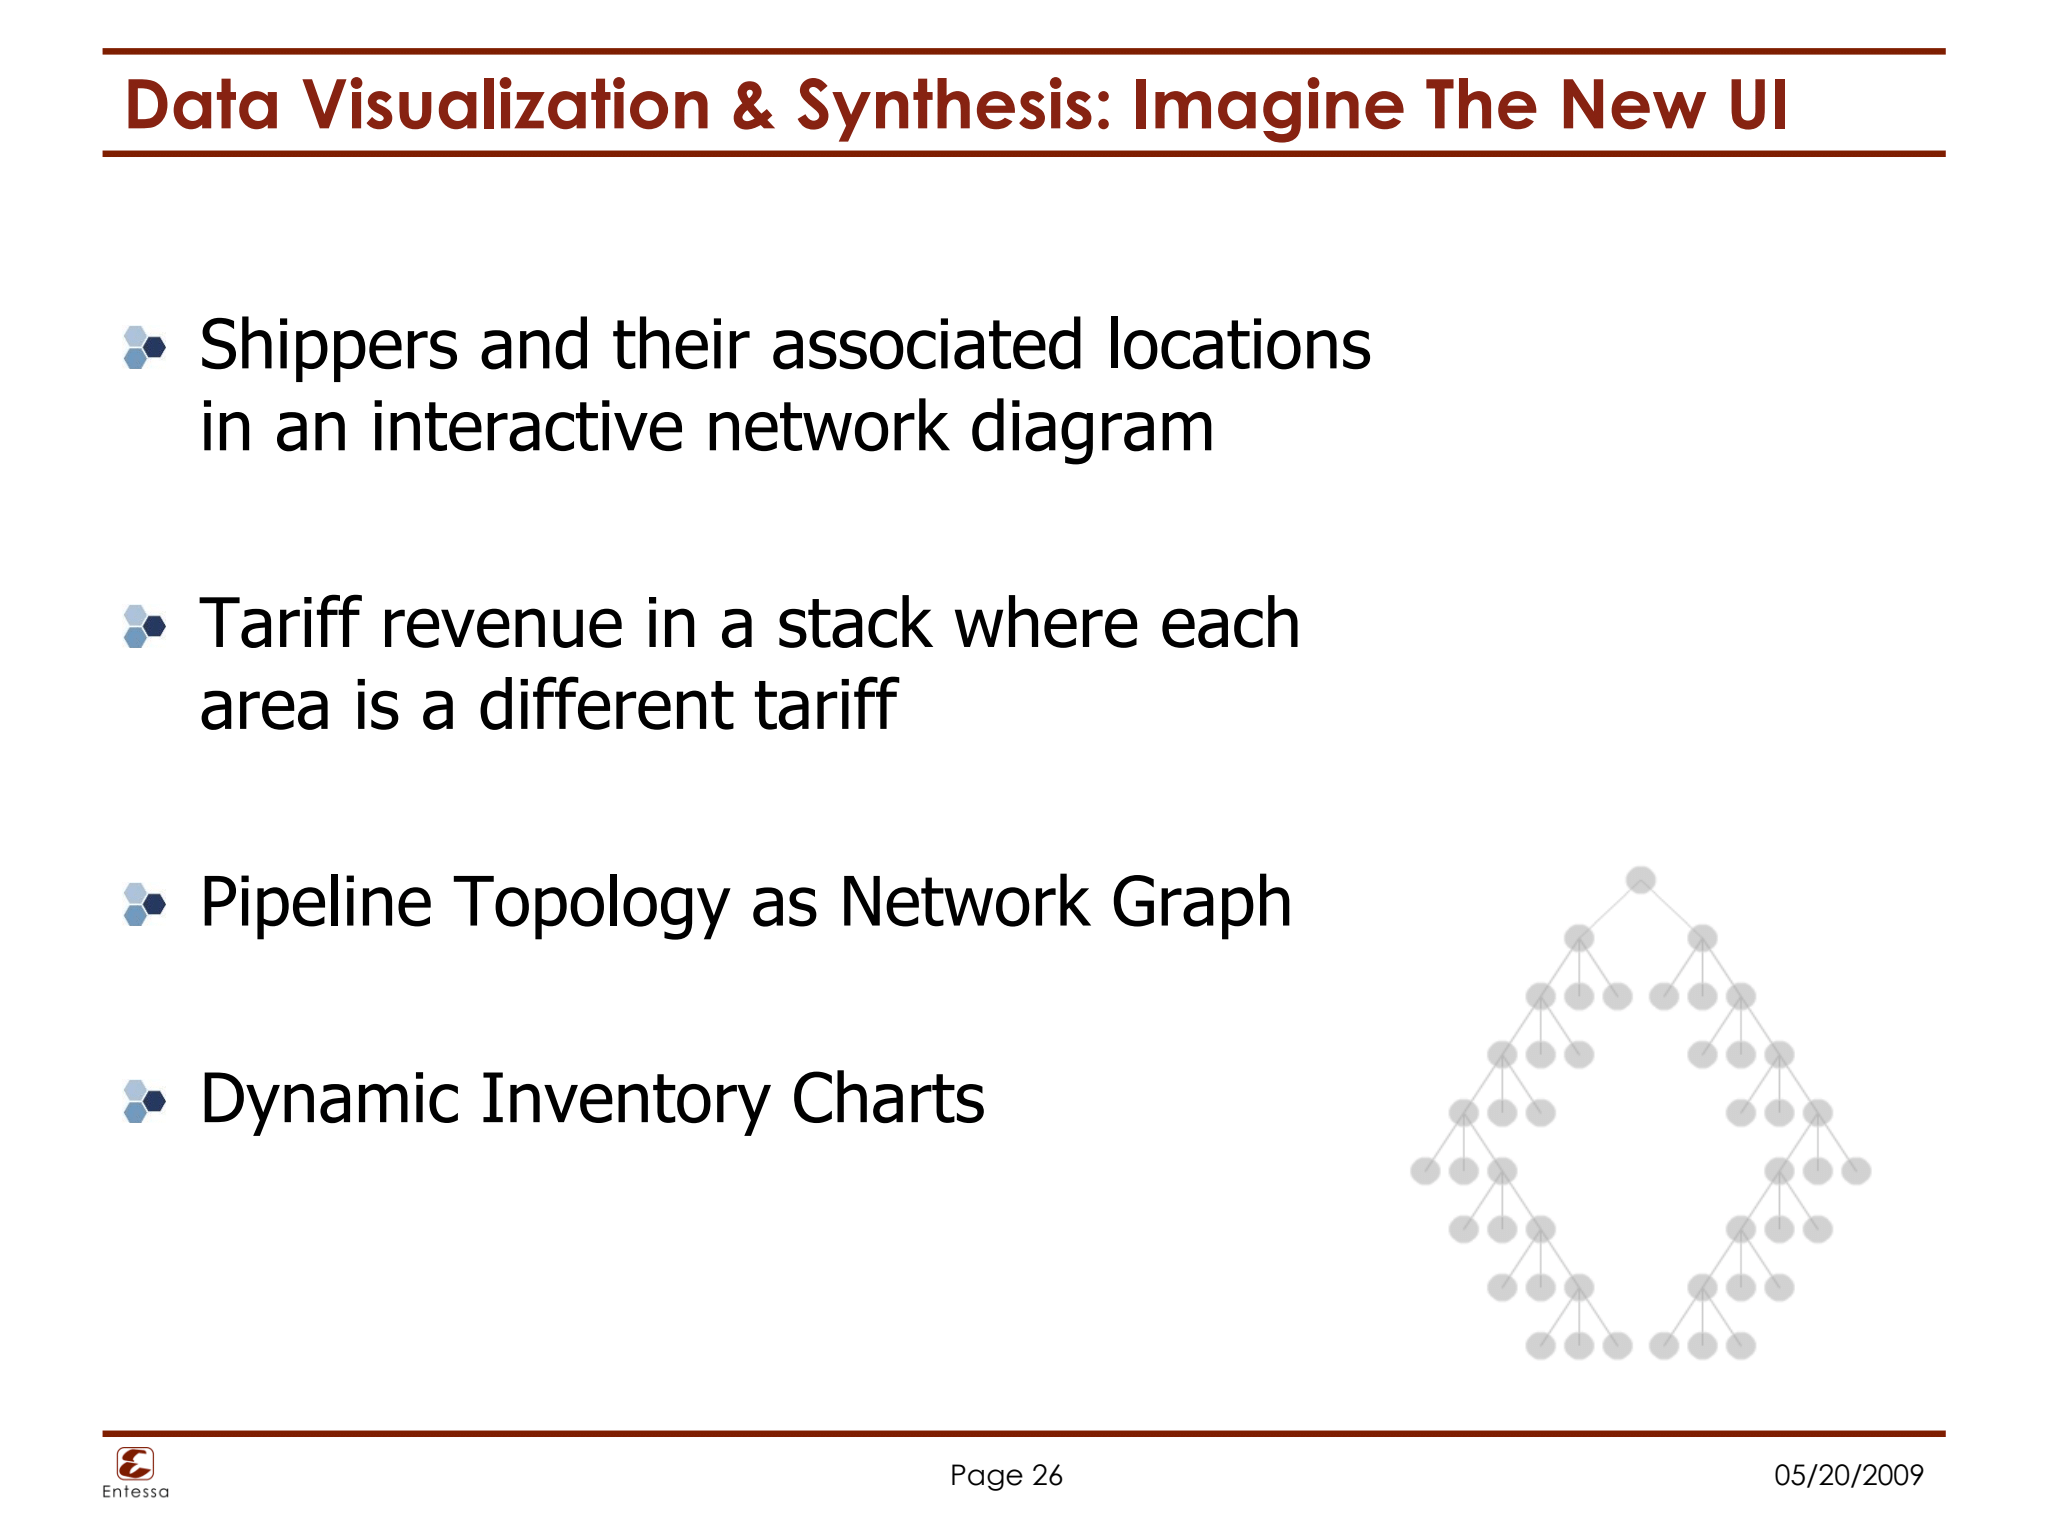 Data Visualization & Synthesis: Imagine The New UI
Shippers and their associated locations
in an interactive network diagram
Tariff revenue in a stack where each
area is a different tariff
Pipeline Topology as Network Graph
Dynamic Inventory Charts
Entessa
Page 26
05/20/2009